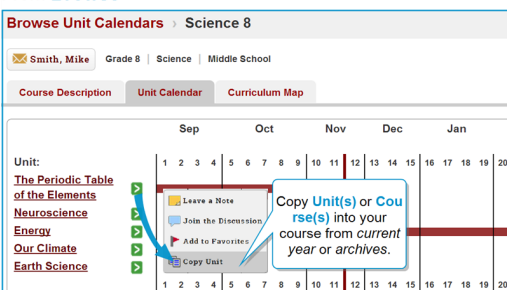 Browse Unit Calendars › Science 8
Smith, Mike Grade 8 | Science | Middle School
Course Description Unit Calendar Curriculum Map
Sep Oct Nov Dec Jan
Unit: 1 2 3 4 5 6 7 8 9 10 11 12 13 14 15 16 17 18 19 20
The Periodic Table
of the Elements
Neuroscience
Energy
Our Climate
Earth Science
Leave a Note
Join the Discussion
Add to Favorites
Copy Unit
Copy Unit(s) or Cou
rse(s) into your
course from current
year or archives.
1 2 3 4 5 6 7 8 9 10 11 12 13 14 15 16 17 18 19 20